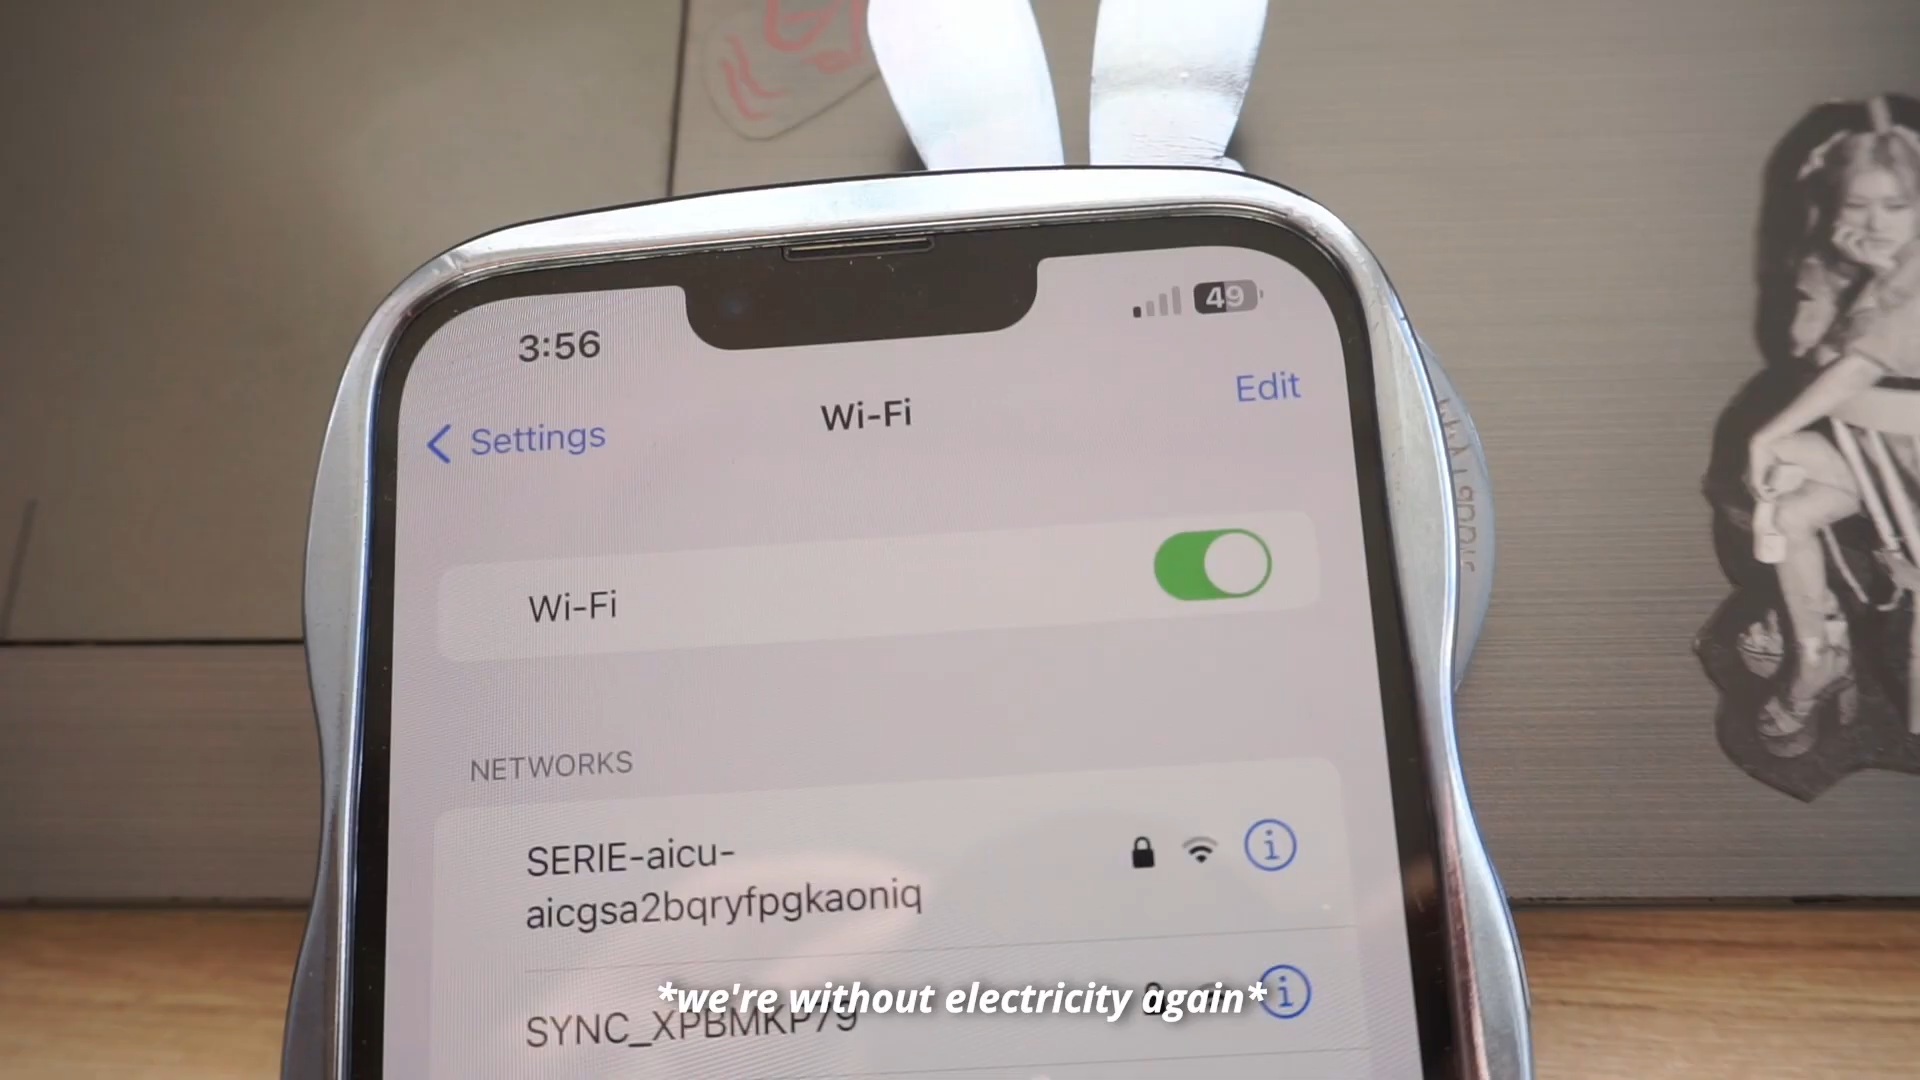 3:56
49
Settings
Wi-Fi
Edit
Wi-Fi
NETWORKS
SERIE-aicu-
aicgsa2bqryfpgkaoniq
SYNC_XPBMKP79
*we're without electricity again*